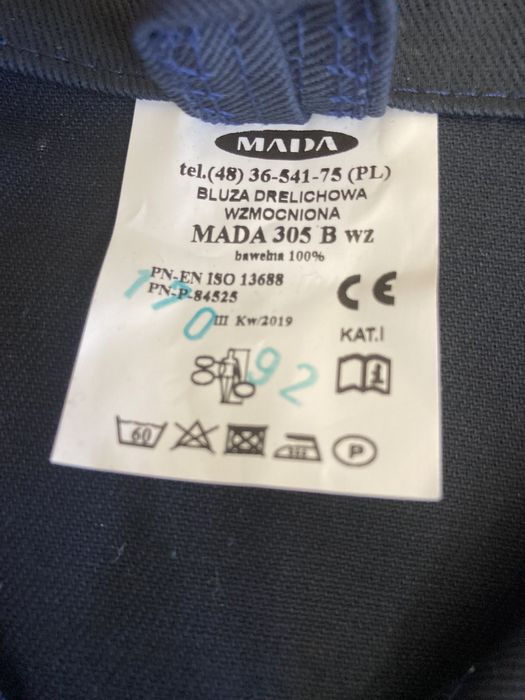 MADA
tel.(48) 36-541-75 (PL)
BLUZA DRELICHOWA
WZMOCNIONA
MADA 305 B wz
bawełna 100%
PN-EN ISO 13688
PN-P-84525
CE
170
III Kw/2019
KAT.I
92
60
P